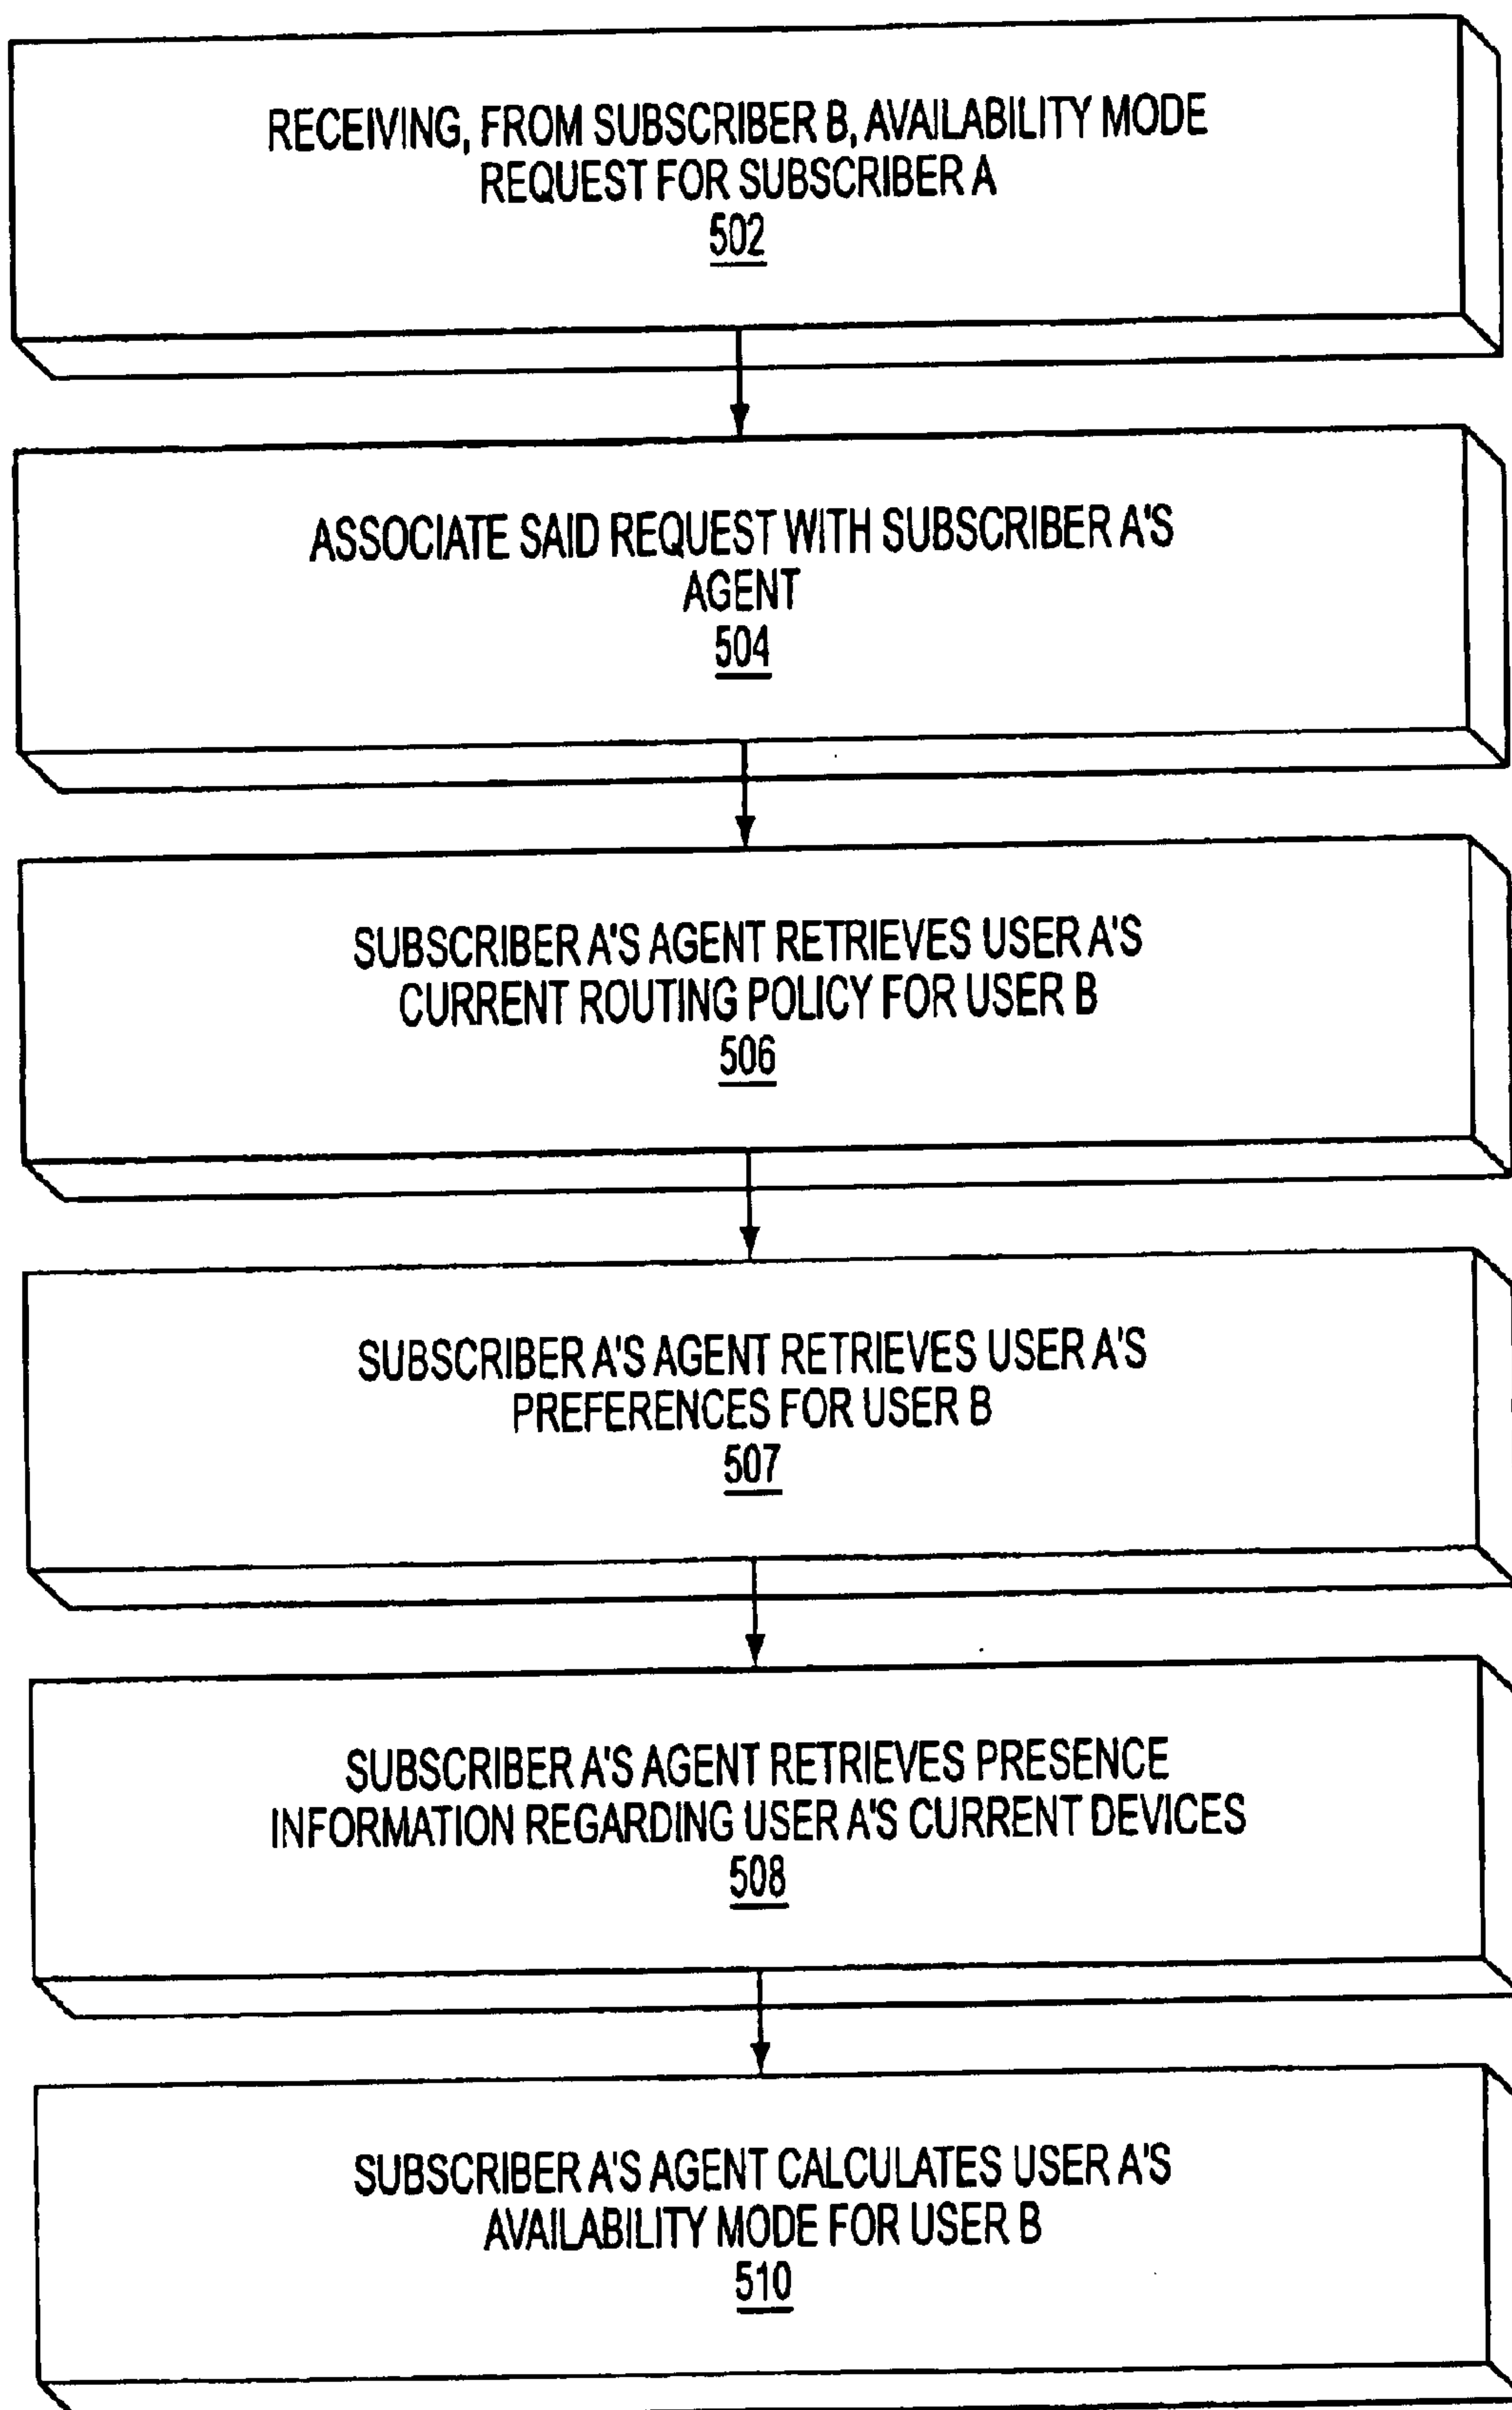 RECEIVING, FROM SUBSCRIBER B, AVAILABILITY MODE
REQUEST FOR SUBSCRIBER A
502
ASSOCIATE SAID REQUEST WITH SUBSCRIBER A'S
AGENT
504
SUBSCRIBER A'S AGENT RETRIEVES USER A'S
CURRENT ROUTING POLICY FOR USER B
506
SUBSCRIBER A'S AGENT RETRIEVES USER A'S
PREFERENCES FOR USER B
507
SUBSCRIBER A'S AGENT RETRIEVES PRESENCE
INFORMATION REGARDING USER A'S CURRENT DEVICES
508
SUBSCRIBER A'S AGENT CALCULATES USER A'S
AVAILABILITY MODE FOR USER B
510